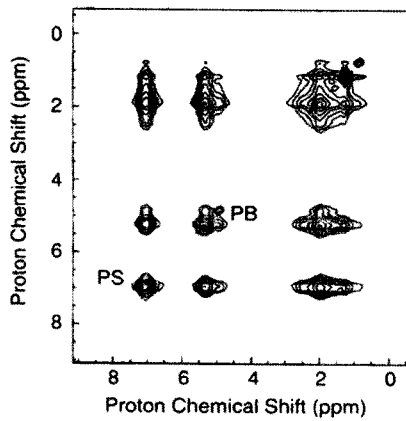 0
2
4
6
8
Proton Chemical Shift (ppm)
PB
PS
8 6 4 2 0
Proton Chemical Shift (ppm)